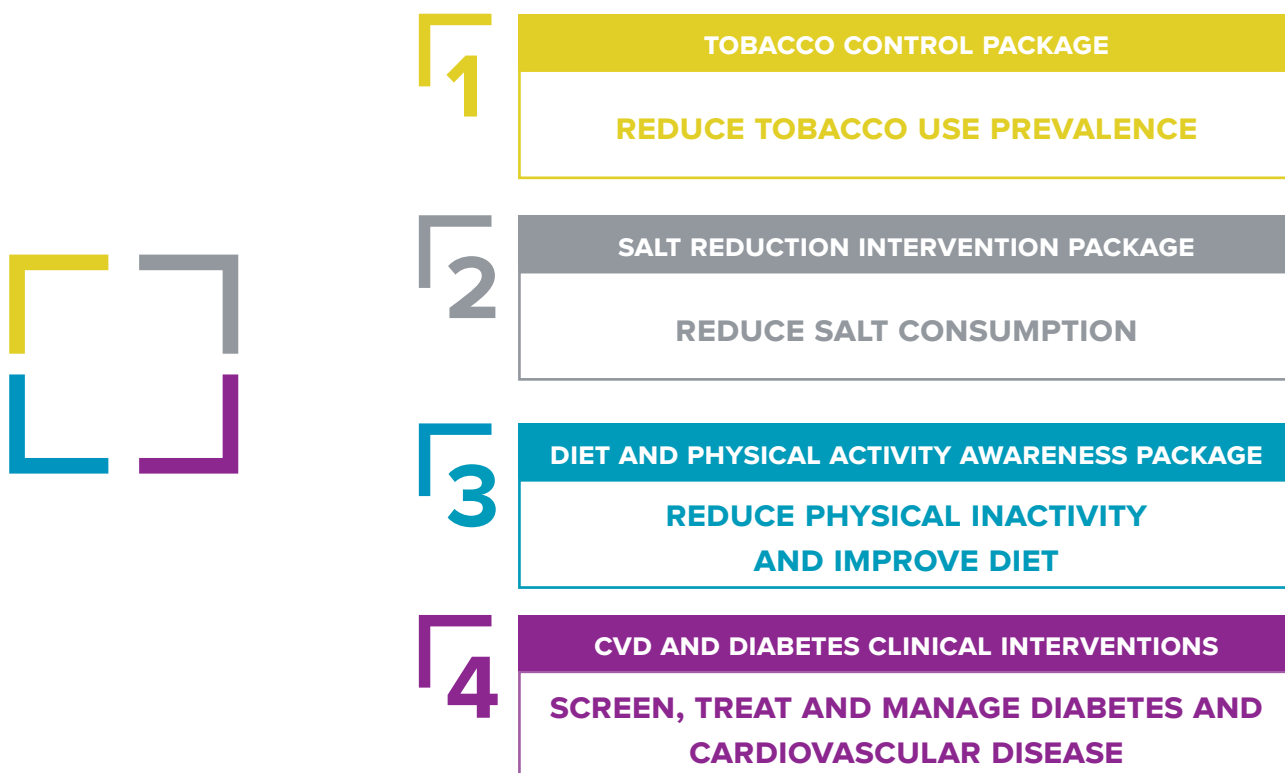 1
TOBACCO CONTROL PACKAGE
REDUCE TOBACCO USE PREVALENCE
2
SALT REDUCTION INTERVENTION PACKAGE
REDUCE SALT CONSUMPTION
3
DIET AND PHYSICAL ACTIVITY AWARENESS PACKAGE
REDUCE PHYSICAL INACTIVITY
AND IMPROVE DIET
4
CVD AND DIABETES CLINICAL INTERVENTIONS
SCREEN, TREAT AND MANAGE DIABETES AND
CARDIOVASCULAR DISEASE